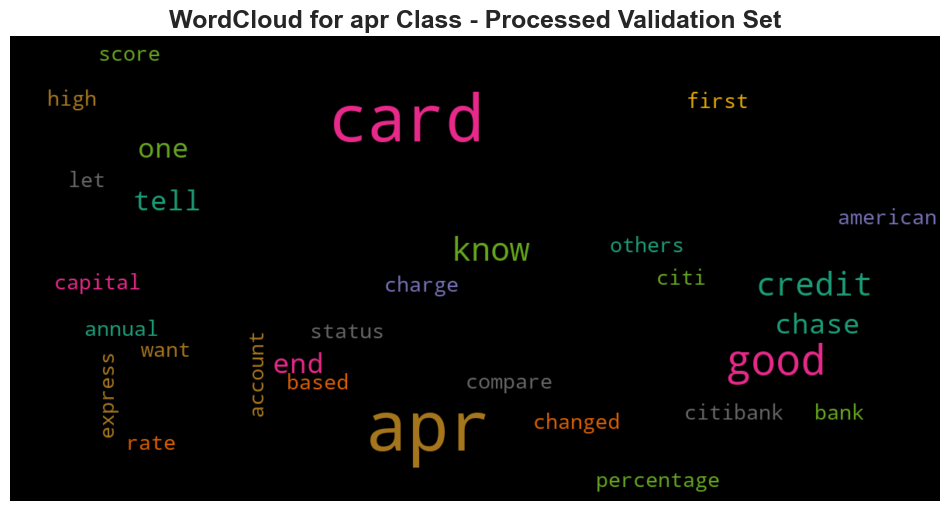 WordCloud for apr Class - Processed Validation Set
score
high
card
first
one
let
tell
american
know
others
citi
capital
charge
credit
chase
annual
status
want
account
end
good
express
based
compare
apr
changed
citibank
bank
rate
percentage